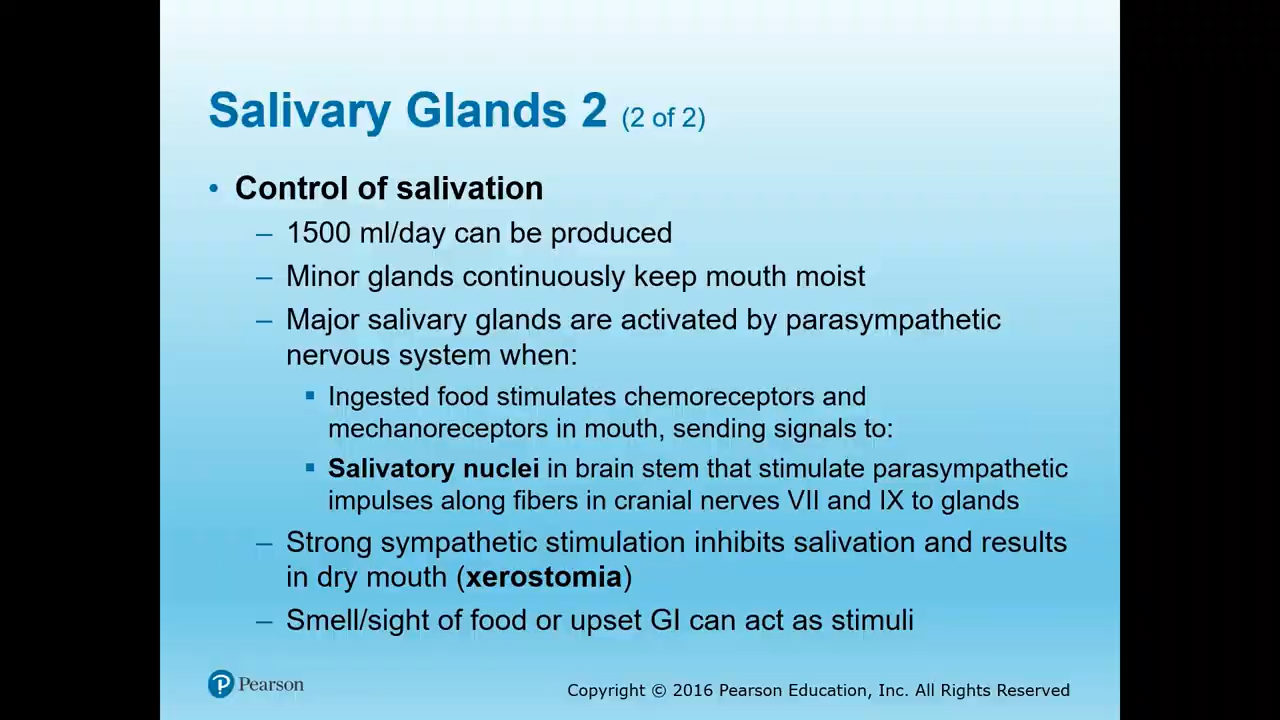 Salivary Glands 2 (2 of 2)
• Control of salivation
– 1500 ml/day can be produced
– Minor glands continuously keep mouth moist
– Major salivary glands are activated by parasympathetic
nervous system when:
▪ Ingested food stimulates chemoreceptors and
mechanoreceptors in mouth, sending signals to:
▪ Salivatory nuclei in brain stem that stimulate parasympathetic
impulses along fibers in cranial nerves VII and IX to glands
– Strong sympathetic stimulation inhibits salivation and results
in dry mouth (xerostomia)
– Smell/sight of food or upset GI can act as stimuli
P Pearson
Copyright © 2016 Pearson Education, Inc. All Rights Reserved